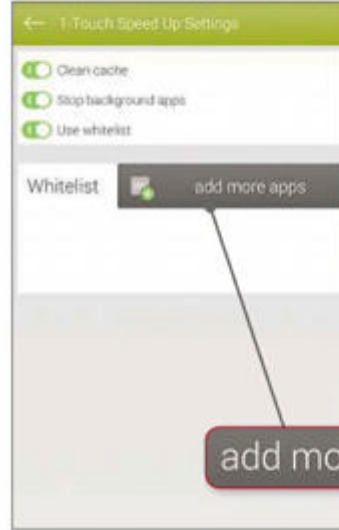 1-Touch Speed Up Settings
Clean cache
Stop background apps
Use whitelist
Whitelist
add more apps
add mo